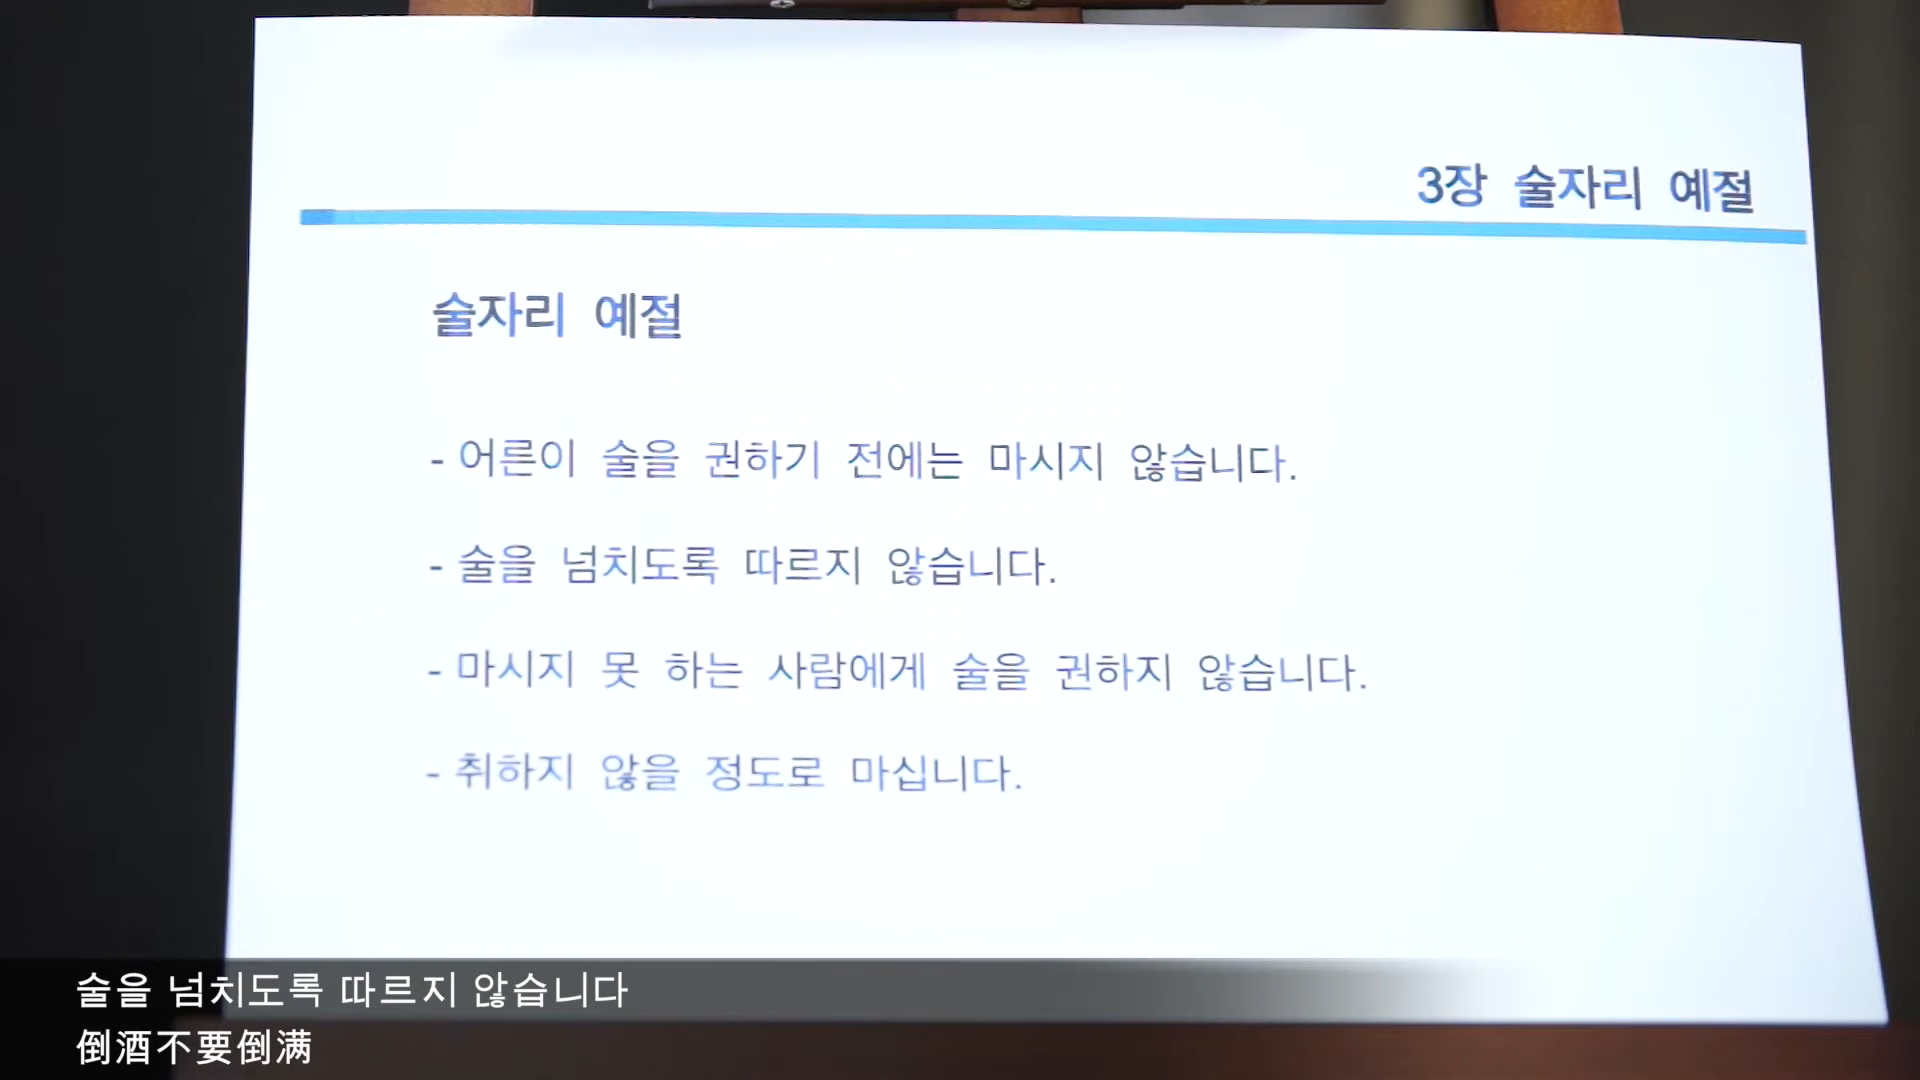 3장 술자리 예절
술자리 예절
- 어른이 술을 권하기 전에는 마시지 않습니다.
- 술을 넘치도록 따르지 않습니다.
- 마시지 못 하는 사람에게 술을 권하지 않습니다.
- 취하지 않을 정도로 마십니다.
술을 넘치도록 따르지 않습니다
倒酒不要倒满